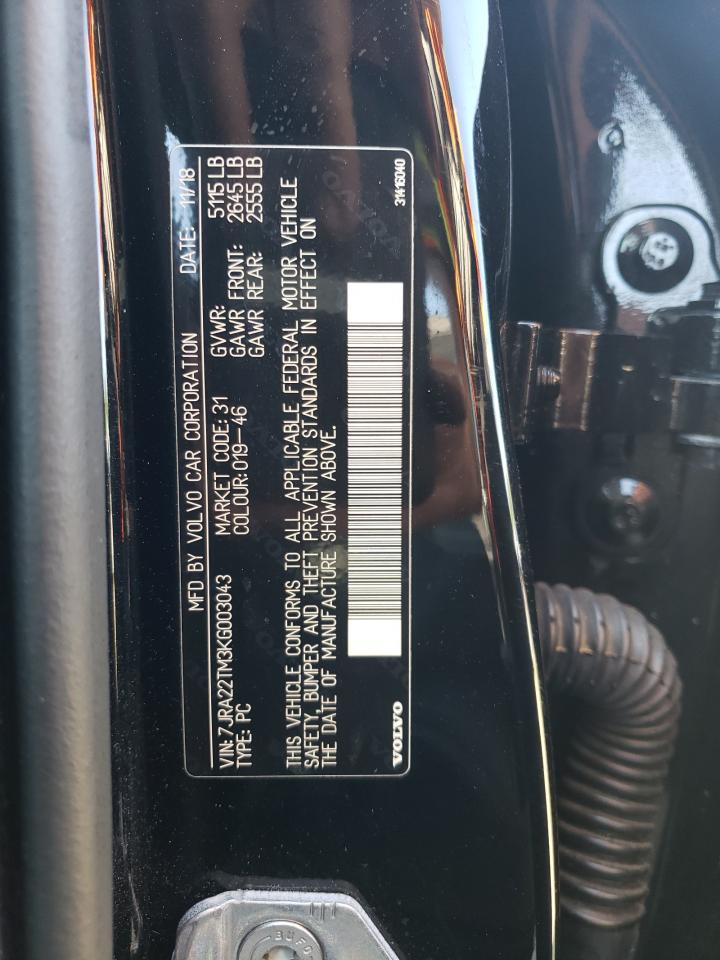 MFD BY VOLVO CAR CORPORATION DATE: 11/18
VIN: 7JRA22TM3KG003043 MARKET CODE: 31 GVWR: 5115 LB
TYPE: PC COLOUR: 019-46 GAWR FRONT: 2645 LB
GAWR REAR: 2555 LB
THIS VEHICLE CONFORMS TO ALL APPLICABLE FEDERAL MOTOR VEHICLE
SAFETY, BUMPER AND THEFT PREVENTION STANDARDS IN EFFECT ON
THE DATE OF MANUFACTURE SHOWN ABOVE.
VOLVO 31416040